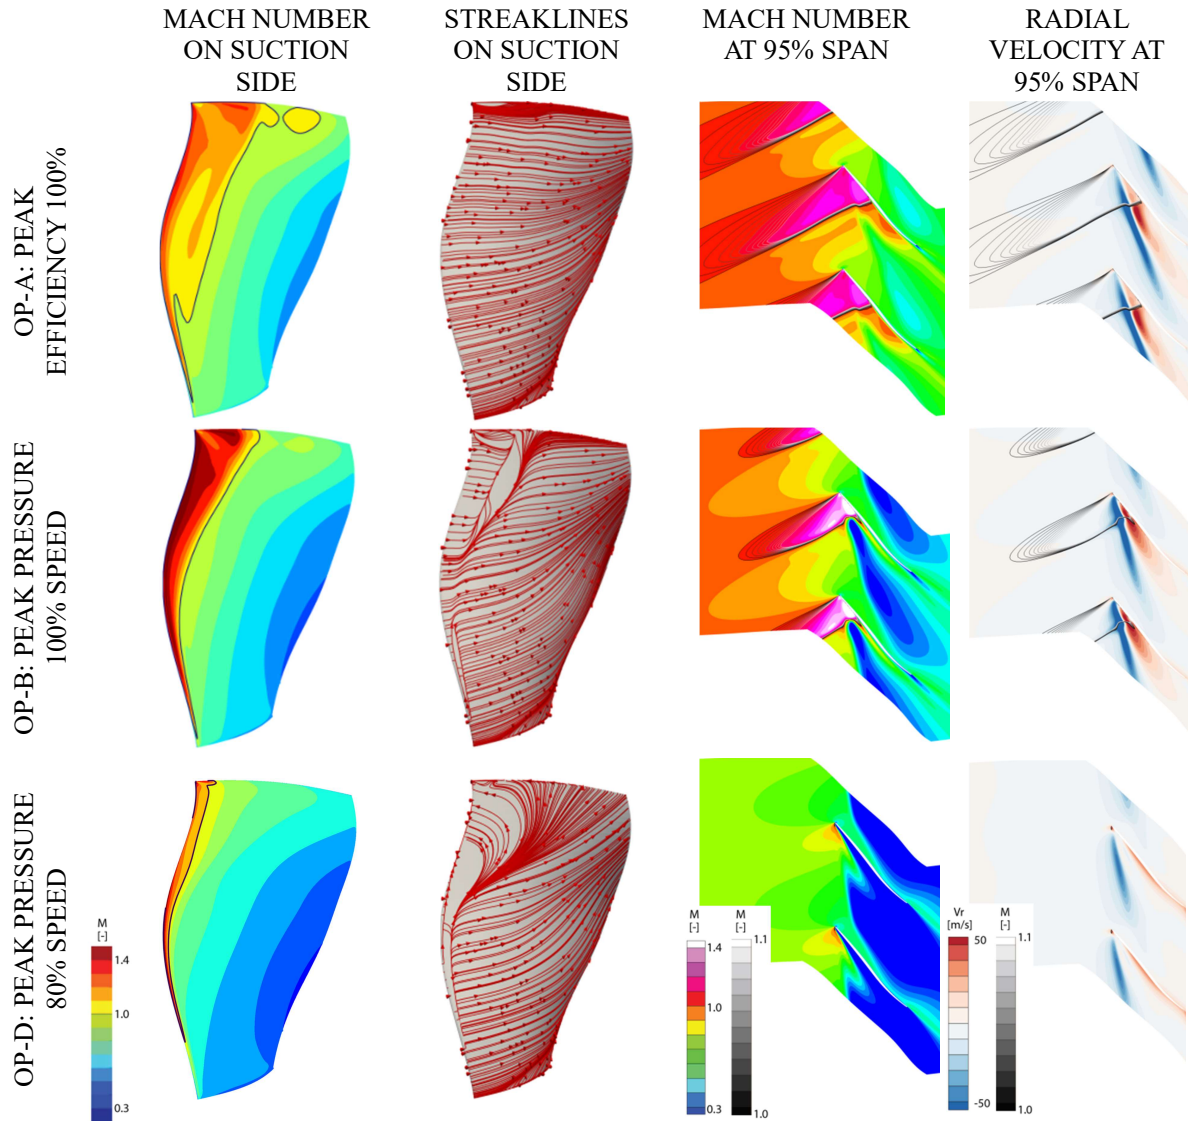 MACH NUMBER
ON SUCTION
SIDE
STREAKLINES
ON SUCTION
SIDE
MACH NUMBER
AT 95% SPAN
RADIAL
VELOCITY AT
95% SPAN
OP-A: PEAK
EFFICIENCY 100%
OP-B: PEAK PRESSURE
100% SPEED
OP-D: PEAK PRESSURE
80% SPEED
M
[-]
1.4
1.0
0.3
M
[-]
1.4
1.0
0.3
M
[-]
1.1
1.0
Vr
[m/s]
50
-50
M
[-]
1.1
1.0